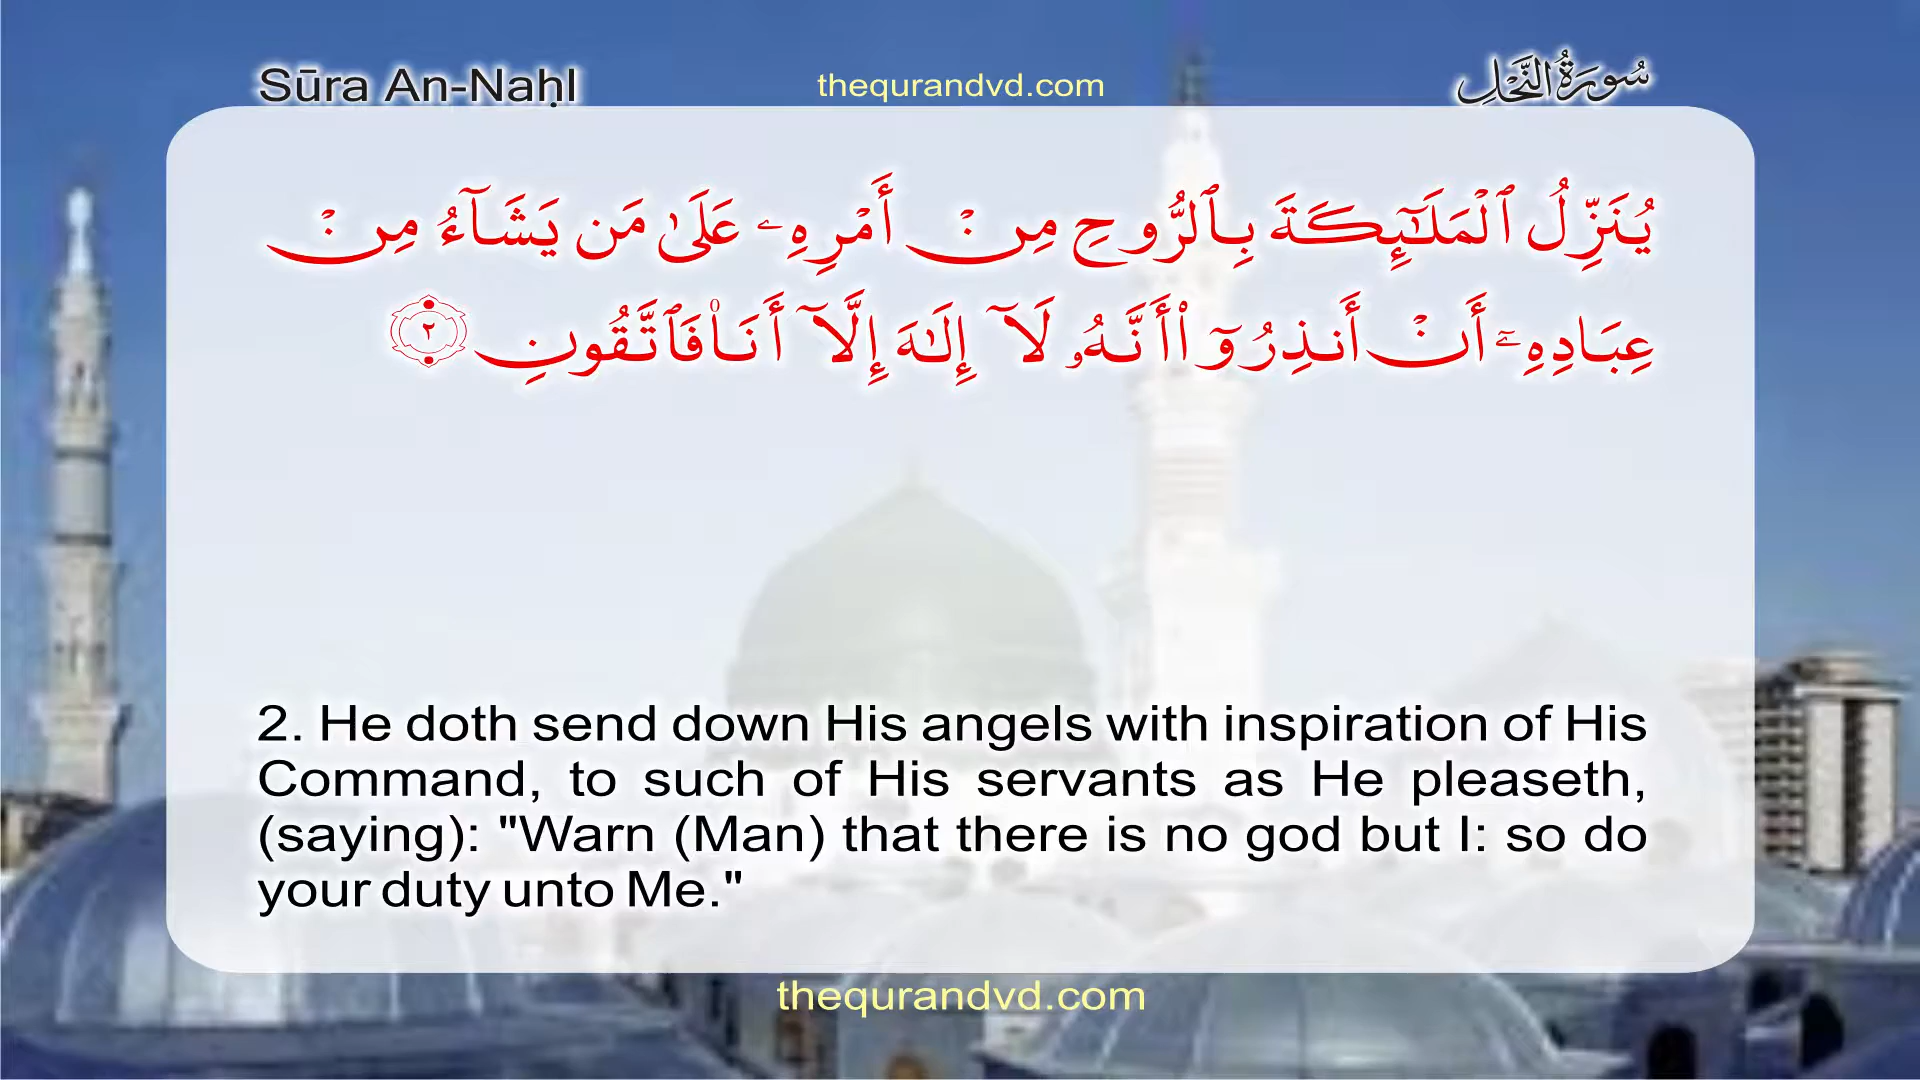 Sūra An-Naḥl
thequrandvd.com
سُورَةُ النَّحْلِ
يُنَزِّلُ ٱلْمَلَـٰٓئِكَةَ بِٱلرُّوحِ مِنْ أَمْرِهِۦ عَلَىٰ مَن يَشَآءُ مِنْ
عِبَادِهِۦٓ أَنْ أَنذِرُوٓا۟ أَنَّهُۥ لَآ إِلَـٰهَ إِلَّآ أَنَا۠ فَٱتَّقُونِ ٢
2. He doth send down His angels with inspiration of His
Command, to such of His servants as He pleaseth,
(saying): "Warn (Man) that there is no god but I: so do
your duty unto Me."
thequrandvd.com